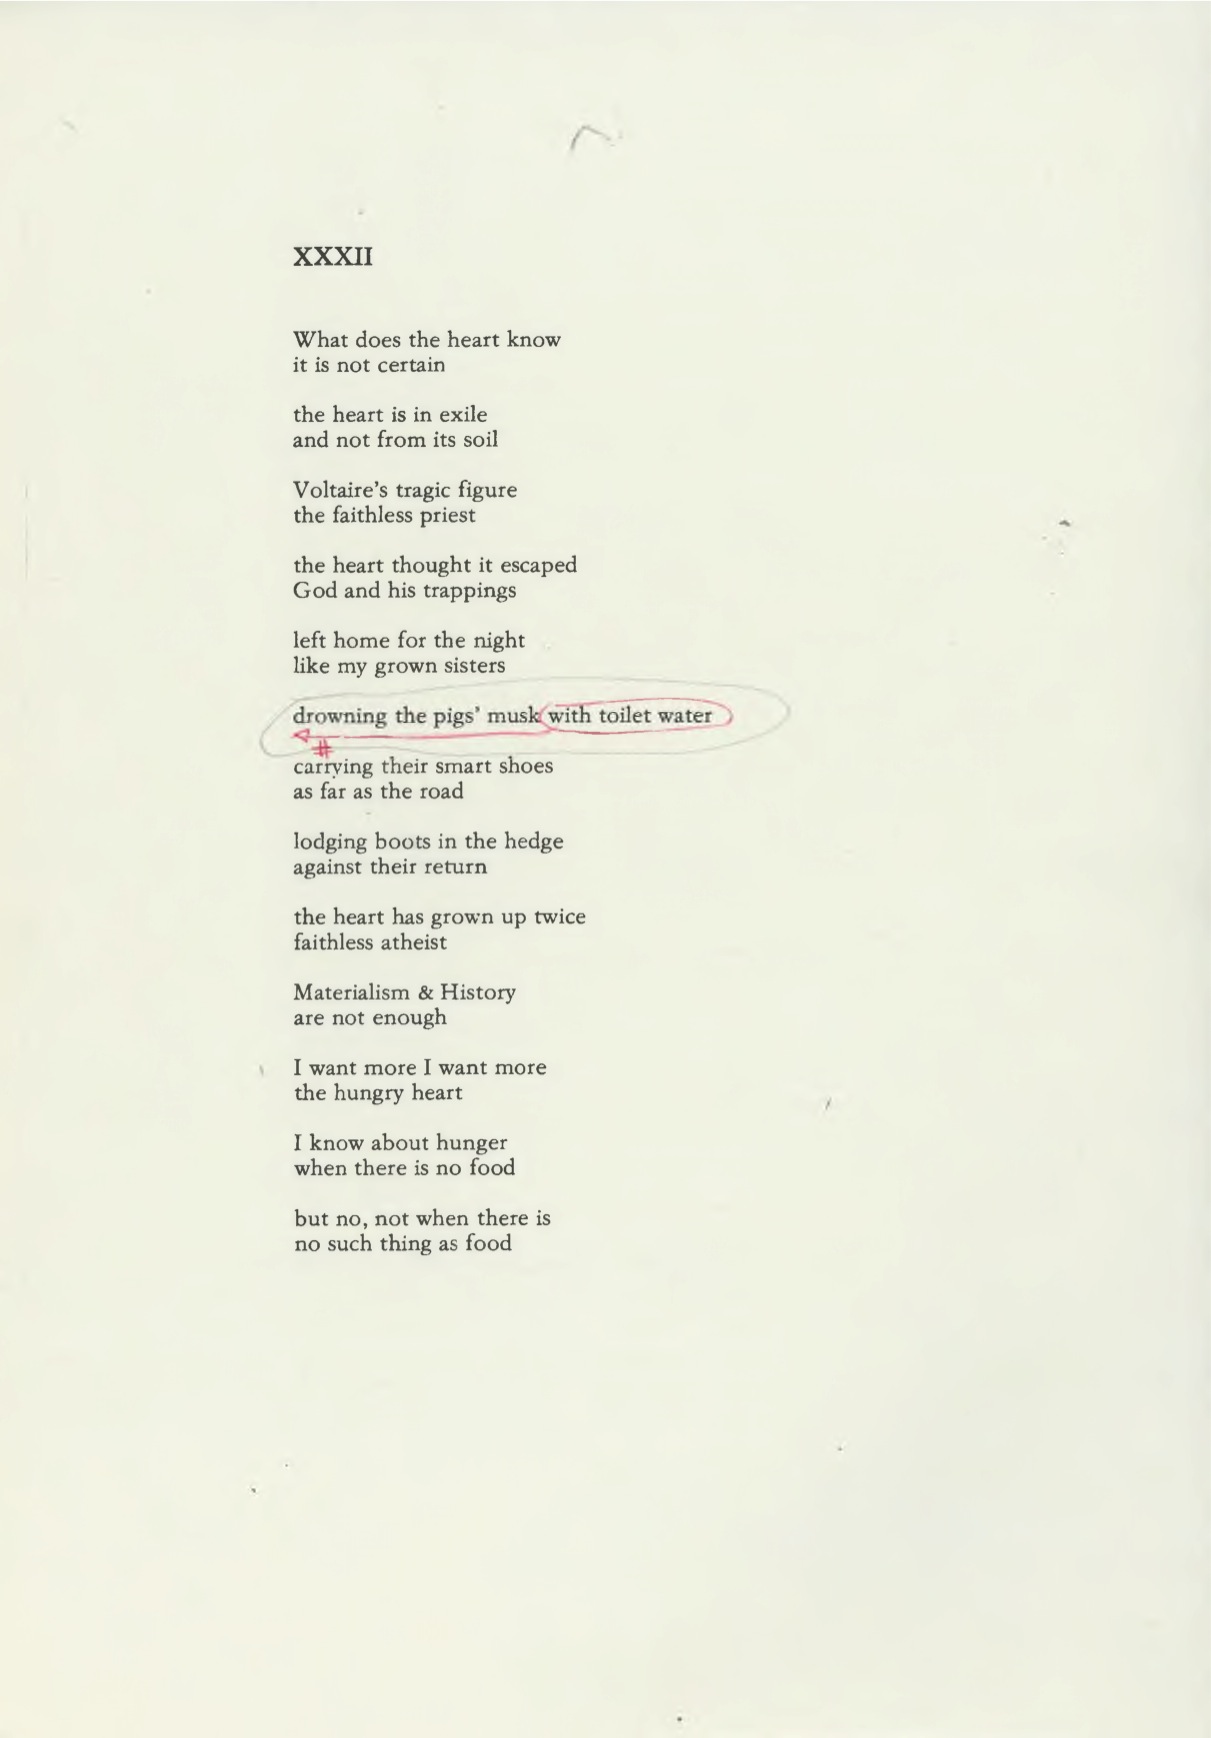 XXXII
What does the heart know
it is not certain
the heart is in exile
and not from its soil
Voltaire's tragic figure
the faithless priest
the heart thought it escaped
God and his trappings
left home for the night
like my grown sisters
drowning the pigs' musk with toilet water
#
carrying their smart shoes
as far as the road
lodging boots in the hedge
against their return
the heart has grown up twice
faithless atheist
Materialism & History
are not enough
I want more I want more
the hungry heart
I know about hunger
when there is no food
but no, not when there is
no such thing as food